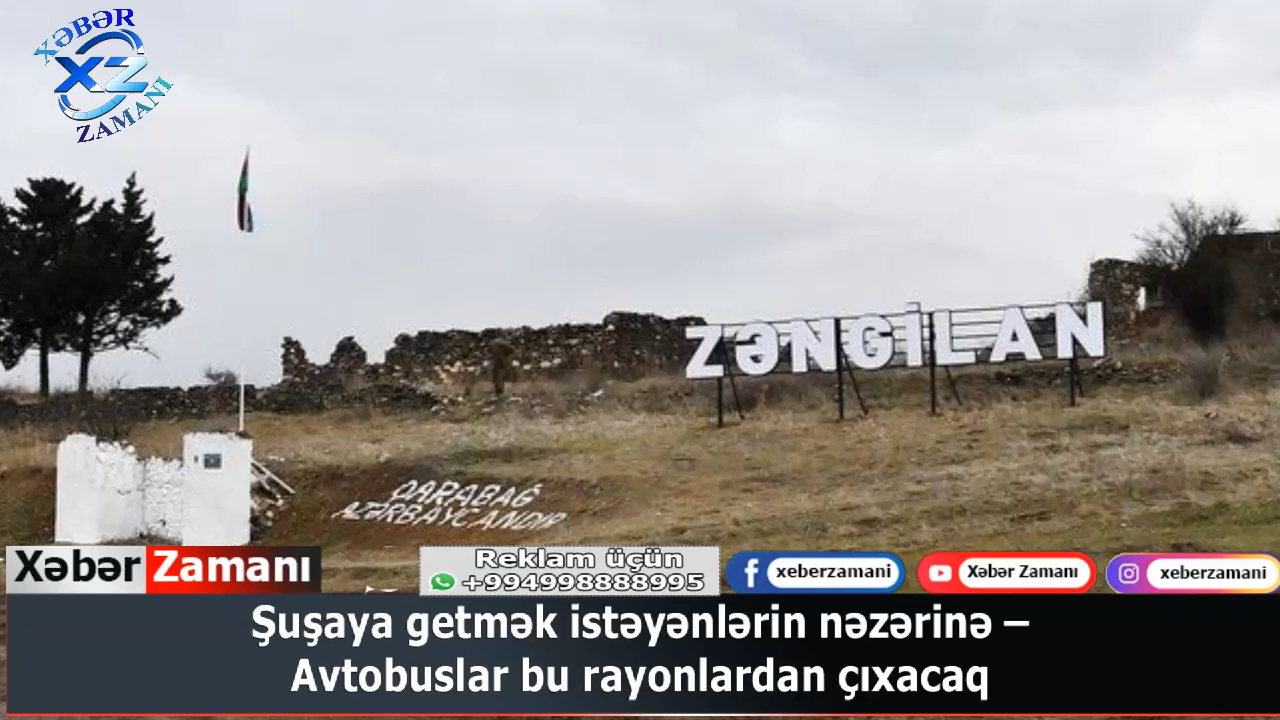 XƏBƏR
XZ
ZAMANI
ZƏNGİLAN
QARABAĞ
AZƏRBAYCANDIR
Xəbər Zamanı
Reklam üçün
+994998888995
xeberzamani
Xəbər Zamanı
xeberzamani
Şuşaya getmək istəyənlərin nəzərinə –
Avtobuslar bu rayonlardan çıxacaq